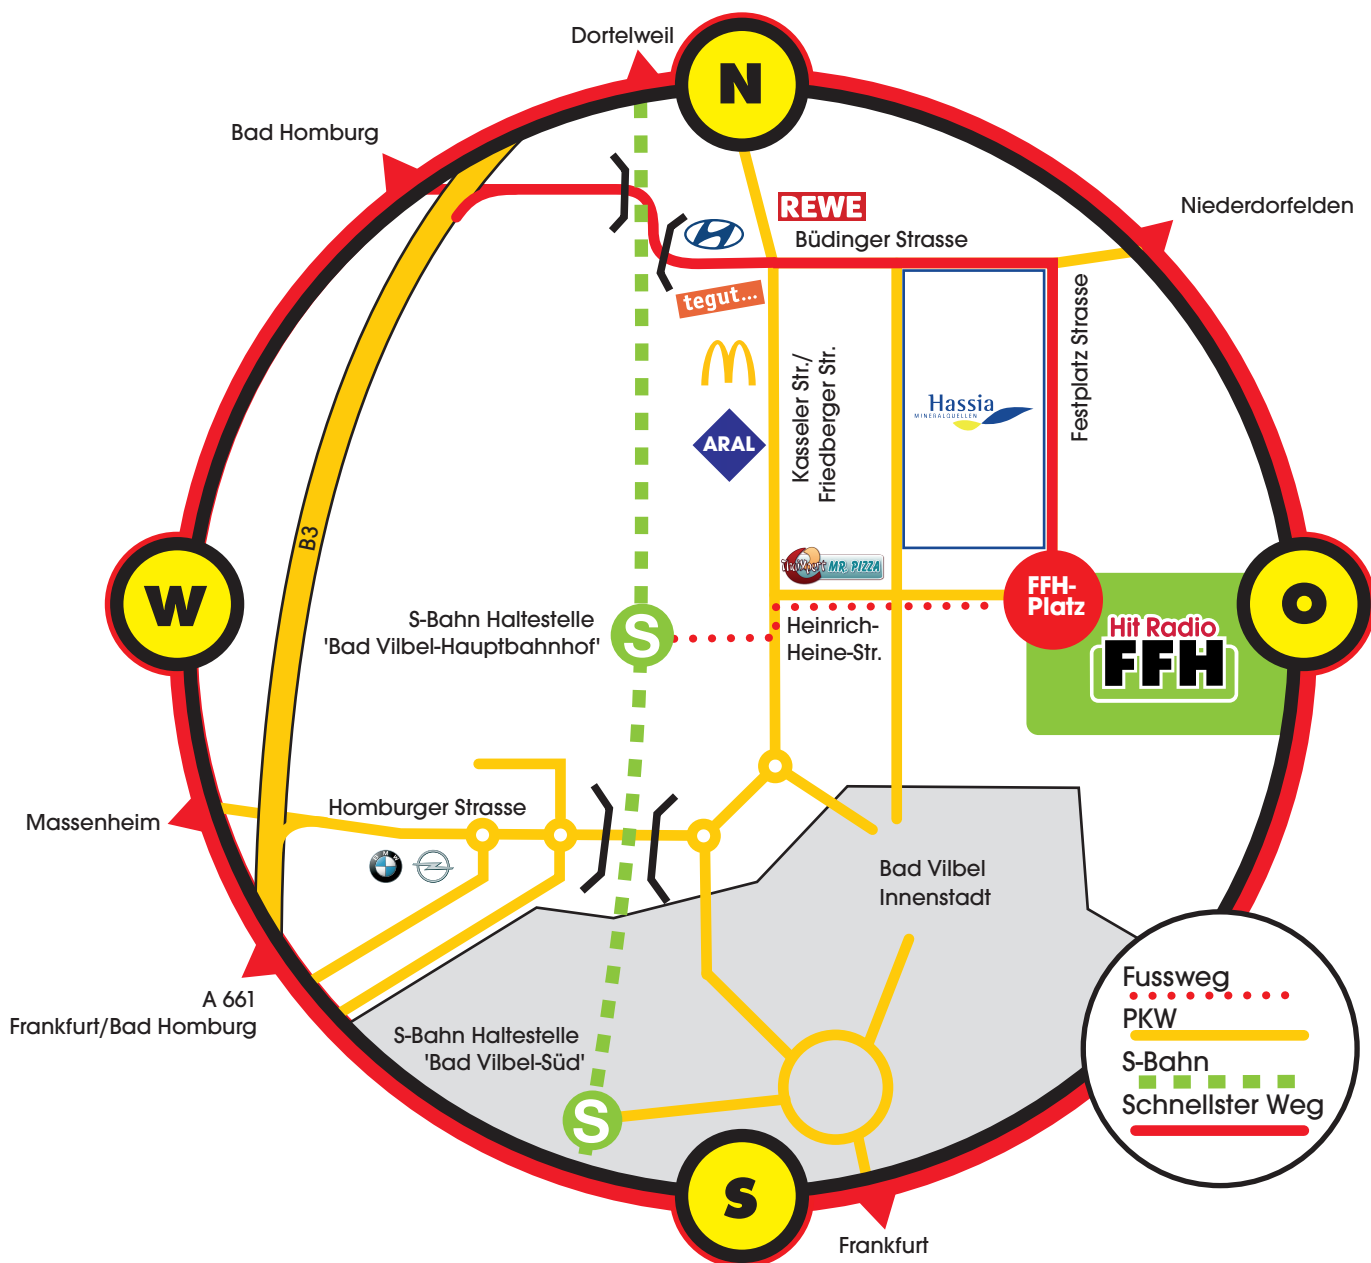 Dortelweil
N
Bad Homburg
REWE
Niederdorfelden
Büdinger Strasse
tegut...
Festplatz Strasse
Kasseler Str./
Friedberger Str.
Hassia
MINERALQUELLEN
ARAL
B3
MR. PIZZA
W
O
FFH-
Platz
S-Bahn Haltestelle
'Bad Vilbel-Hauptbahnhof'
S
Heinrich-
Heine-Str.
Hit Radio
FFH
Homburger Strasse
Massenheim
BMW
Bad Vilbel
Innenstadt
A 661
Frankfurt/Bad Homburg
S-Bahn Haltestelle
'Bad Vilbel-Süd'
S
Fussweg
PKW
S-Bahn
Schnellster Weg
S
Frankfurt